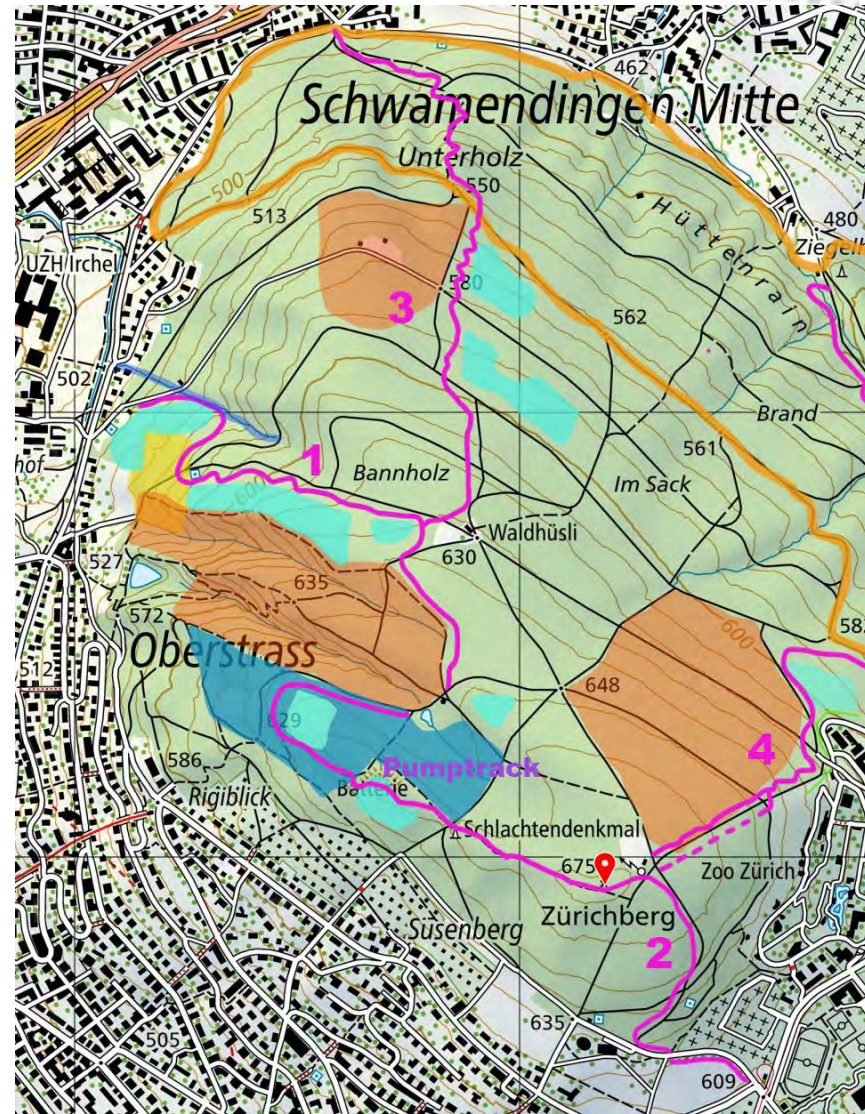 462
Schwamendingen Mitte
Unterholz
500
550
513
Hüttenrain
480
UZH Irchel
580
3
562
502
Brand
561
1
Bannholz
Im Sack
600
Waldhüsli
630
527
635
600
572
Oberstrass
648
629
4
586
Pumptrack
Rigiblick
Schlachtendenkmal
675
Zoo Zürich
Zürichberg
Susenberg
2
635
505
609